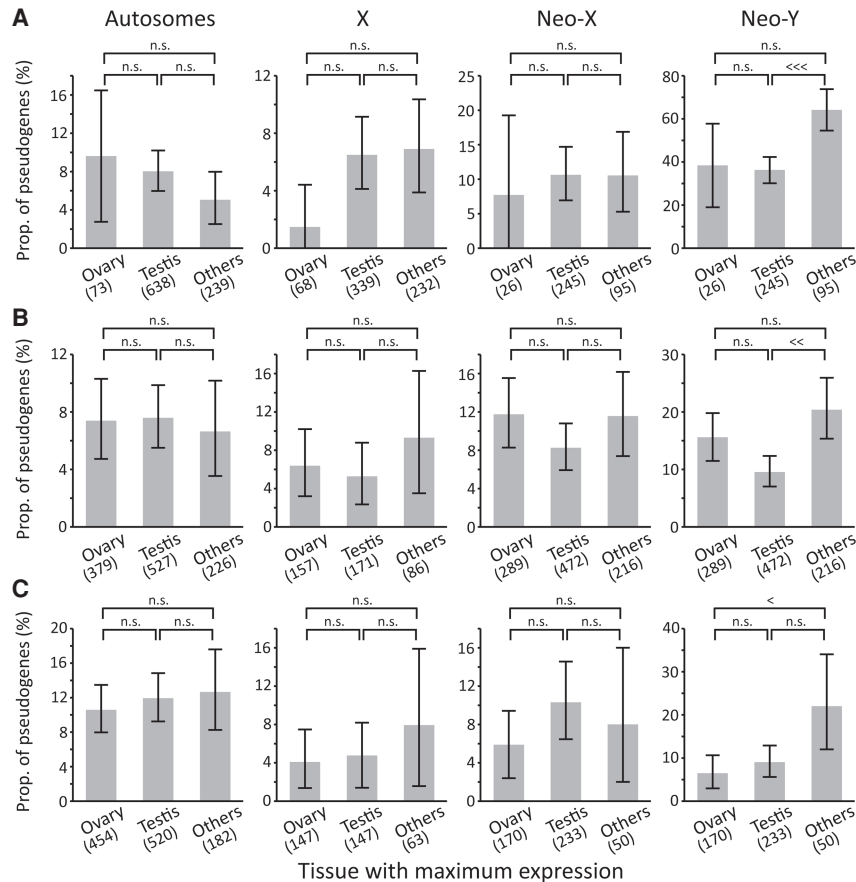 A
Autosomes X Neo-X Neo-Y
n.s. n.s. n.s. n.s.
n.s. n.s. n.s. n.s. n.s. n.s. n.s. <<<
Prop. of pseudogenes (%)
16 12 8 4 0
12 8 4 0
25 20 15 10 5 0
80 60 40 20 0
Ovary Testis Others Ovary Testis Others Ovary Testis Others Ovary Testis Others
(73) (638) (239) (68) (339) (232) (26) (245) (95) (26) (245) (95)
B
n.s. n.s. n.s. n.s.
n.s. n.s. n.s. n.s. n.s. n.s. n.s. <<
Prop. of pseudogenes (%)
12 8 4 0
16 12 8 4 0
16 12 8 4 0
30 20 10 0
Ovary Testis Others Ovary Testis Others Ovary Testis Others Ovary Testis Others
(379) (527) (226) (157) (171) (86) (289) (472) (216) (289) (472) (216)
C
n.s. n.s. n.s. <
n.s. n.s. n.s. n.s. n.s. n.s. n.s. n.s.
Prop. of pseudogenes (%)
20 16 12 8 4 0
16 12 8 4 0
16 12 8 4 0
40 30 20 10 0
Ovary Testis Others Ovary Testis Others Ovary Testis Others Ovary Testis Others
(454) (520) (182) (147) (147) (63) (170) (233) (50) (170) (233) (50)
Tissue with maximum expression